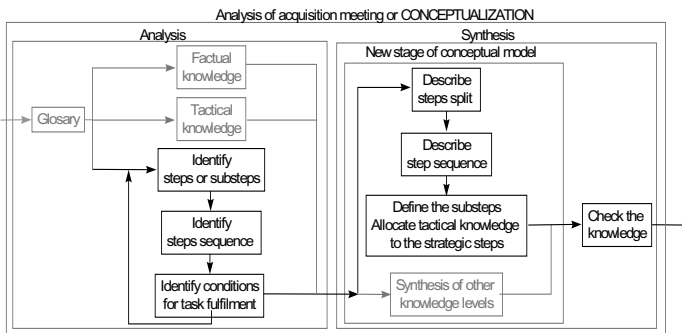 Analysis of acquisition meeting or CONCEPTUALIZATION
Analysis
Glosary
Factual
knowledge
Tactical
knowledge
Identify
steps or substeps
Identify
steps sequence
Identify conditions
for task fulfilment
Synthesis
New stage of conceptual model
Describe
steps split
Describe
step sequence
Define the substeps
Allocate tactical knowledge
to the strategic steps
Synthesis of other
knowledge levels
Check the
knowledge